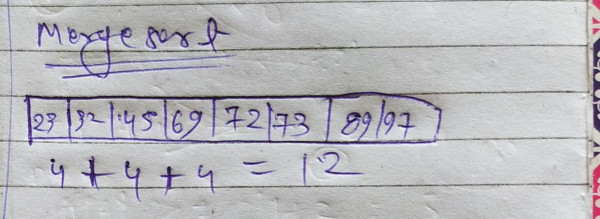 Merge sort
23 32 45 69 72 73 89 97
4 + 4 + 4 = 12